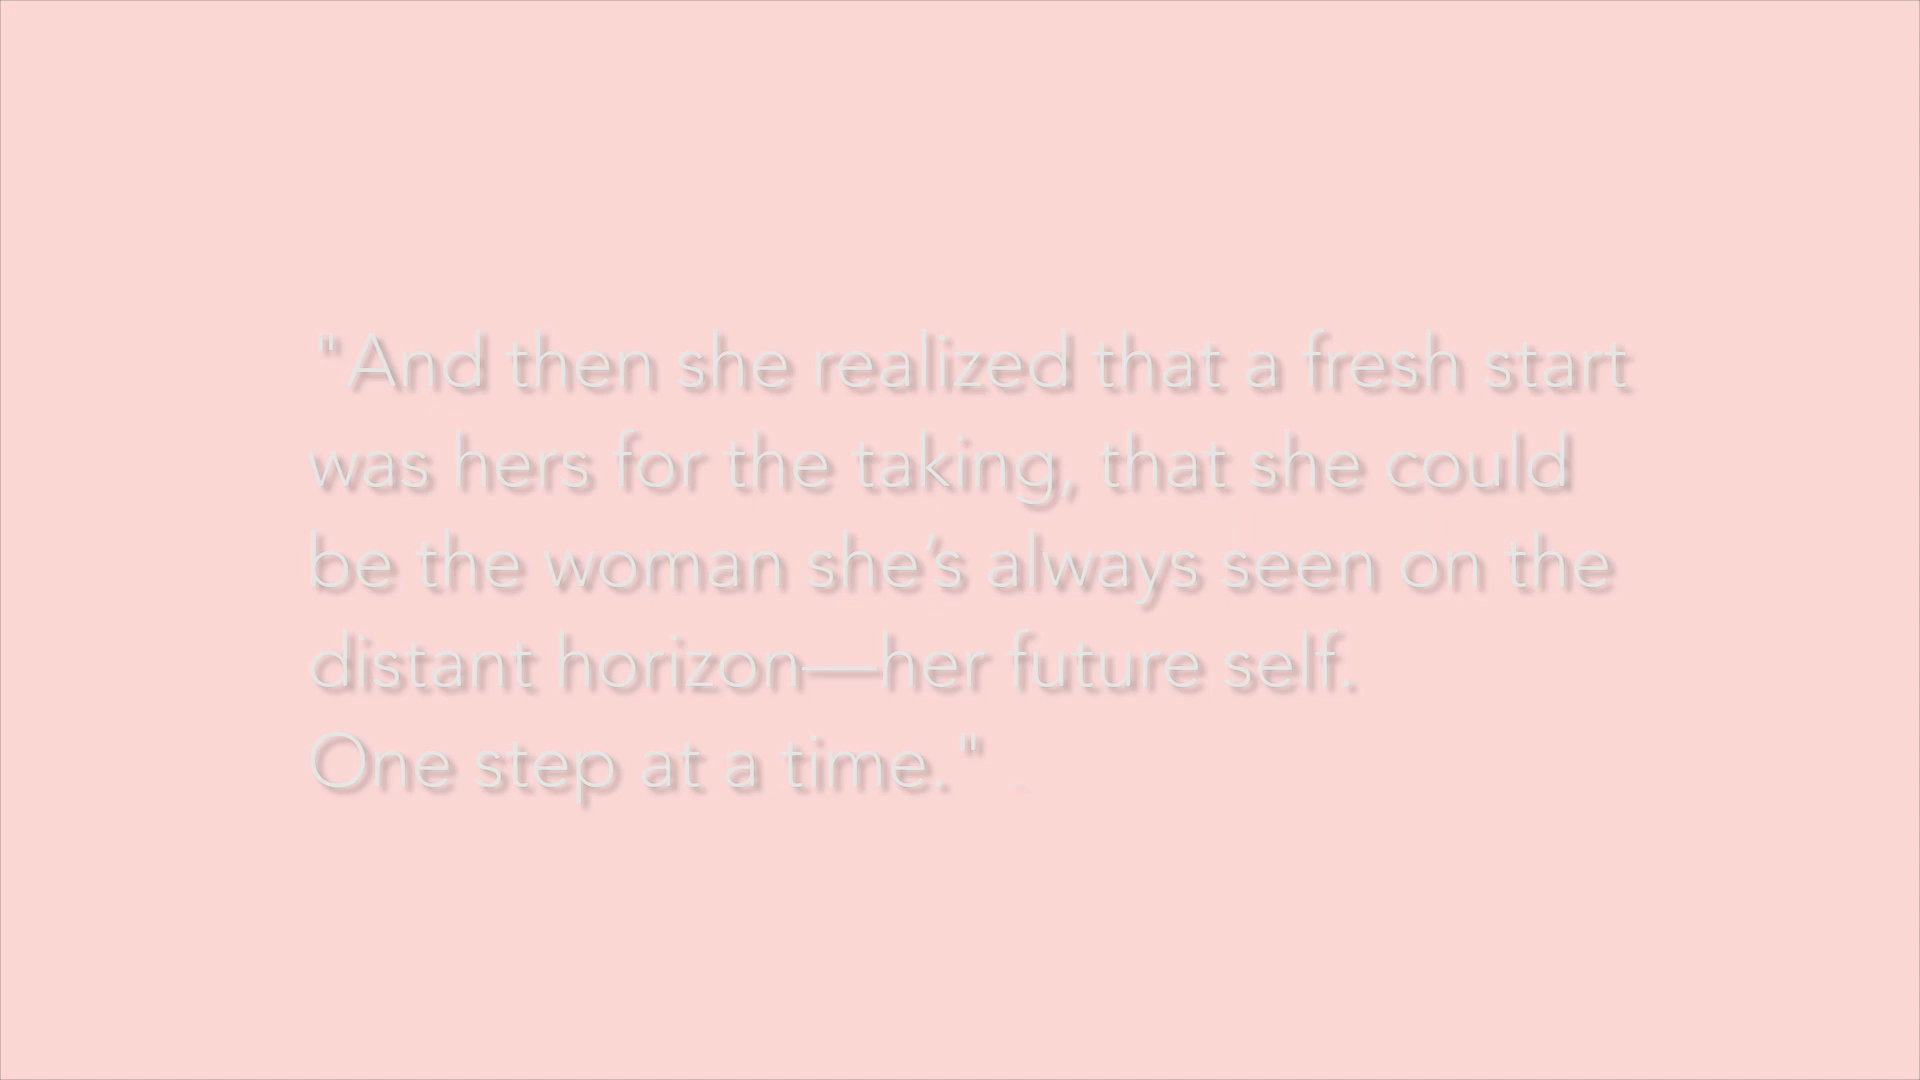 "And then she realized that a fresh start
was hers for the taking, that she could
be the woman she’s always seen on the
distant horizon—her future self.
One step at a time."